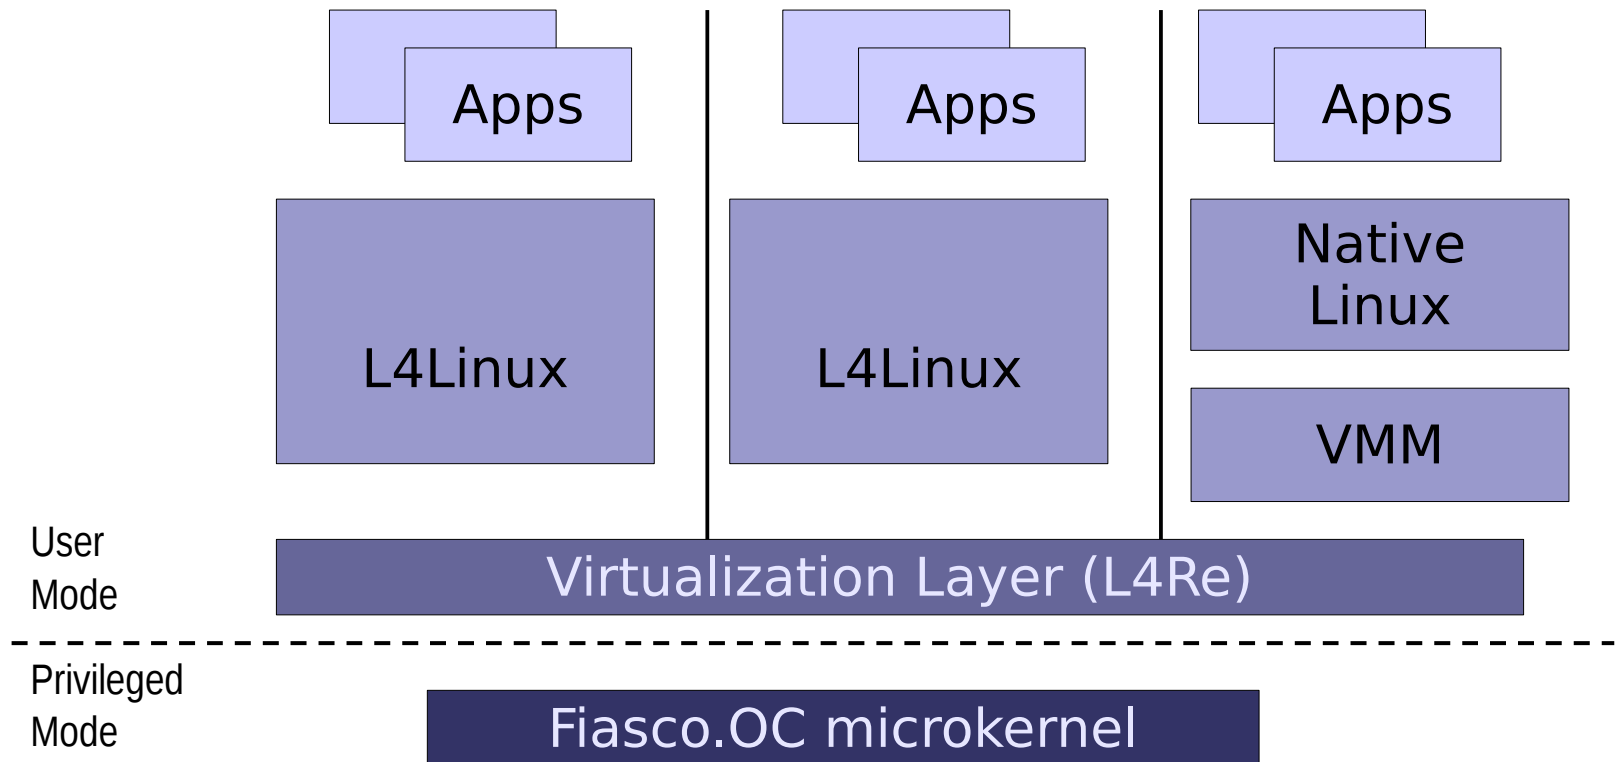 Apps
Apps
Apps
L4Linux
L4Linux
Native
Linux
VMM
User
Mode
Virtualization Layer (L4Re)
Privileged
Mode
Fiasco.OC microkernel